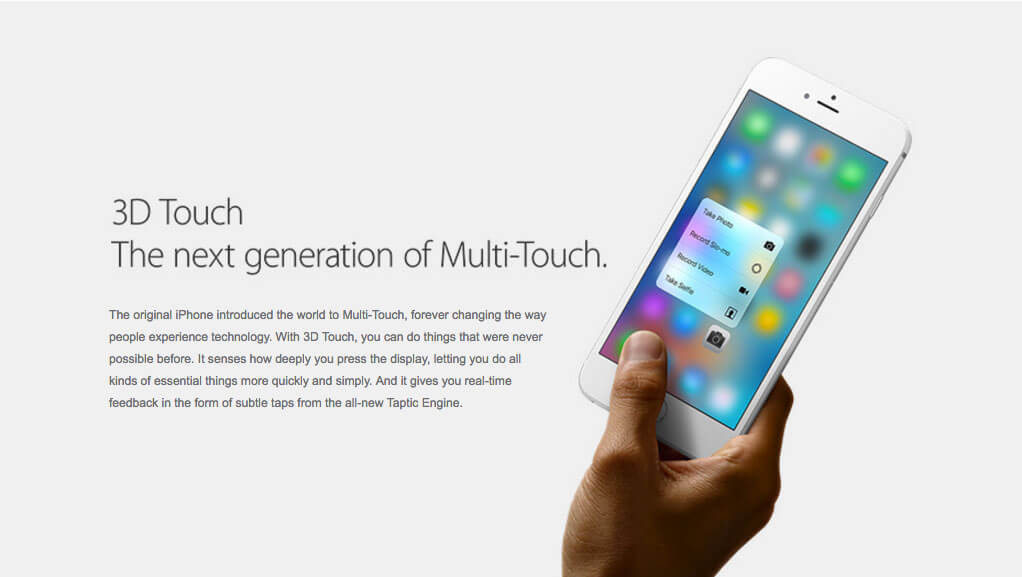 3D Touch
The next generation of Multi-Touch.
The original iPhone introduced the world to Multi-Touch, forever changing the way
people experience technology. With 3D Touch, you can do things that were never
possible before. It senses how deeply you press the display, letting you do all
kinds of essential things more quickly and simply. And it gives you real-time
feedback in the form of subtle taps from the all-new Taptic Engine.
Take Photo
Record Slo-mo
Record Video
Take Selfie